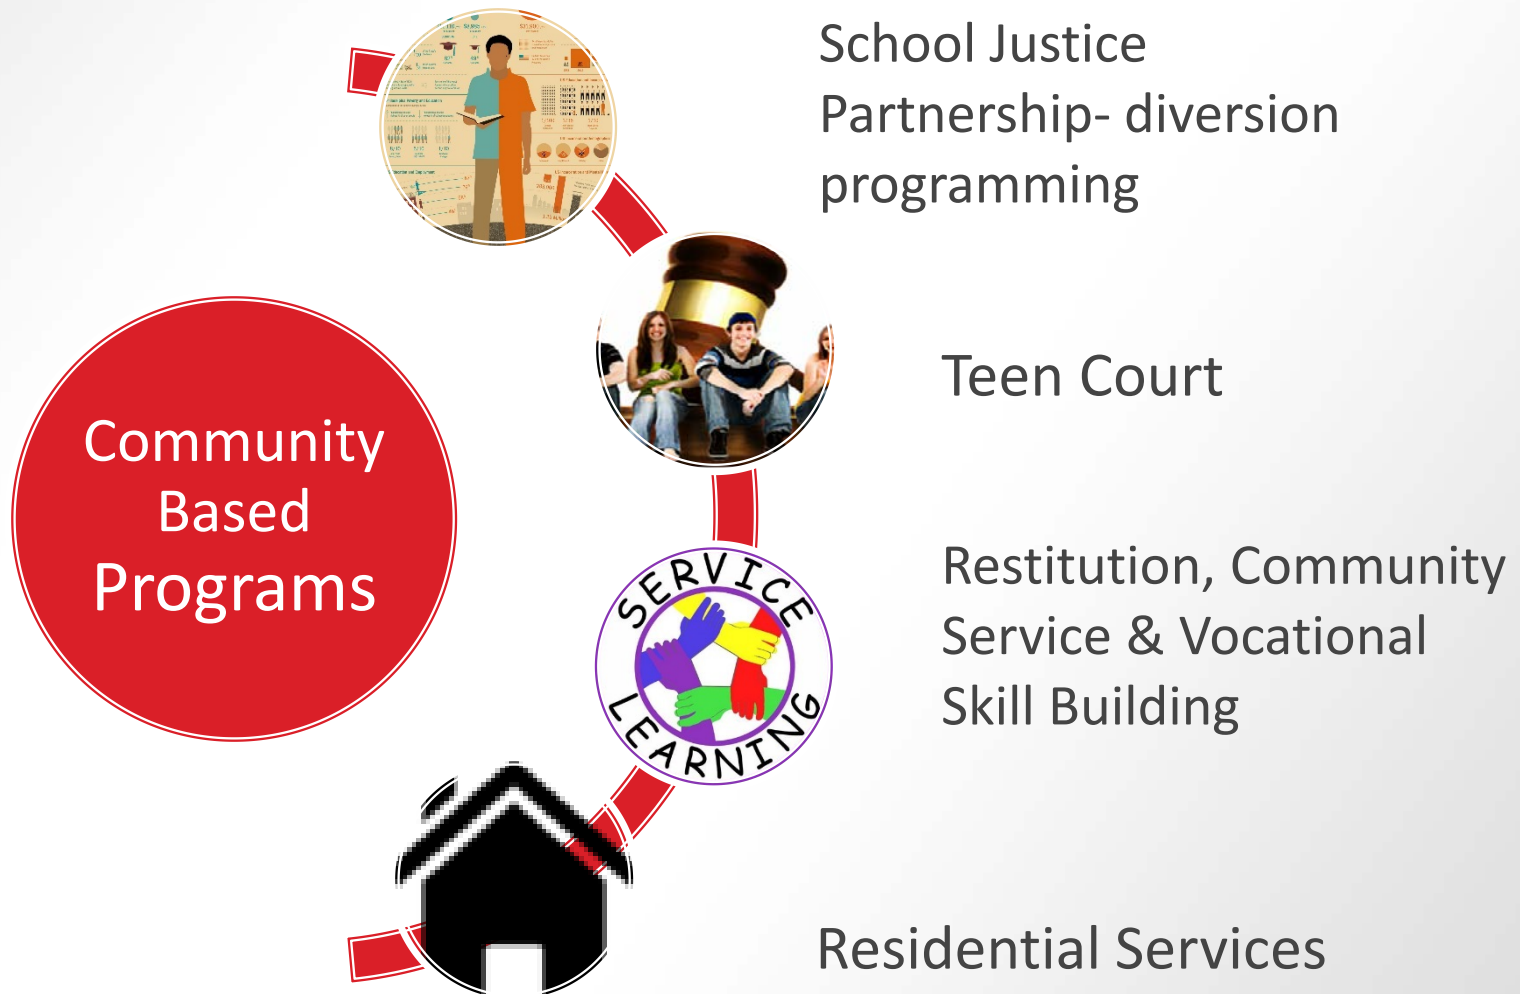 School Justice
Partnership- diversion
programming
Teen Court
Community
Based
Programs
SERVICE
LEARNING
Restitution, Community
Service & Vocational
Skill Building
Residential Services